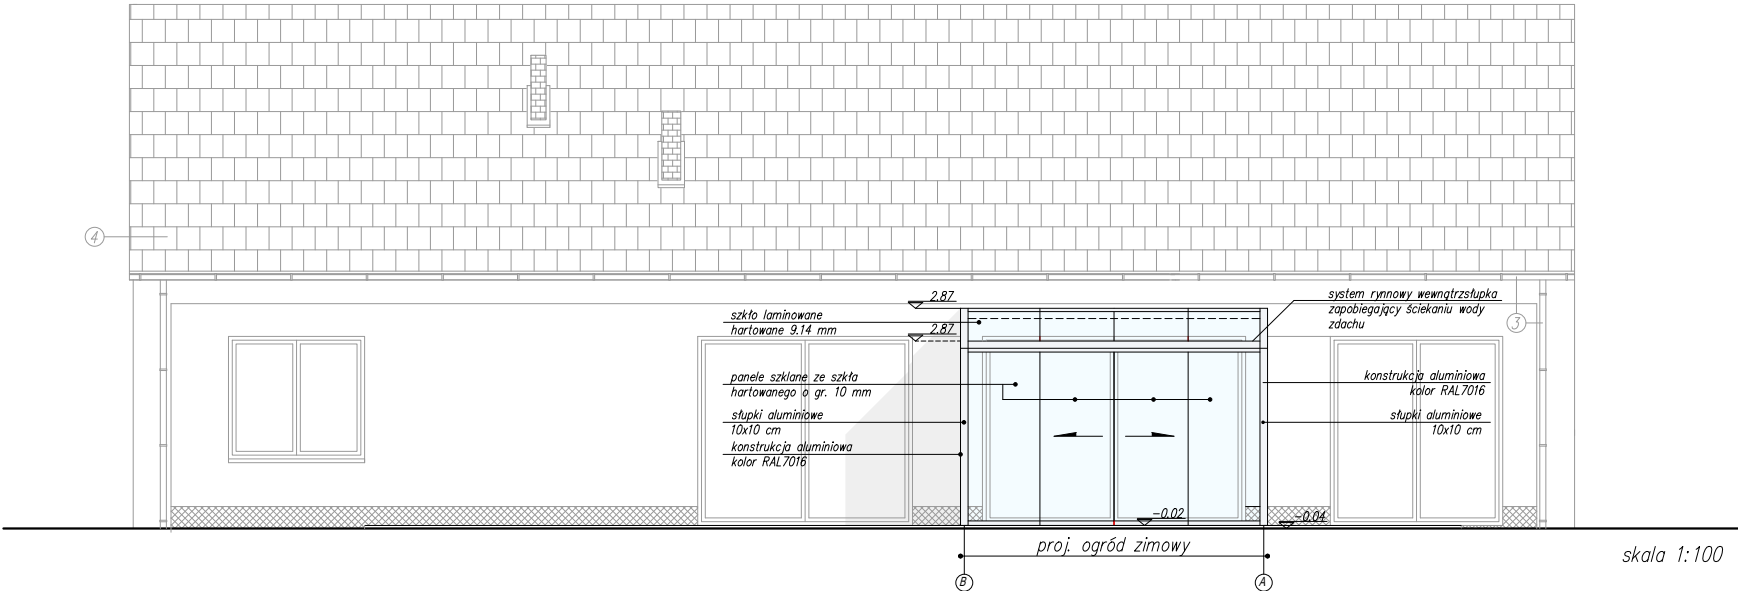 4
2.87
szkło laminowane
hartowane 9.14 mm
2.87
system rynnowy wewnątrzsłupka
zapobiegający ściekaniu wody
zdachu
3
panele szklane ze szkła
hartowanego o gr. 10 mm
słupki aluminiowe
10x10 cm
konstrukcja aluminiowa
kolor RAL7016
konstrukcja aluminiowa
kolor RAL7016
słupki aluminiowe
10x10 cm
-0.02
-0.04
proj. ogród zimowy
skala 1:100
B
A